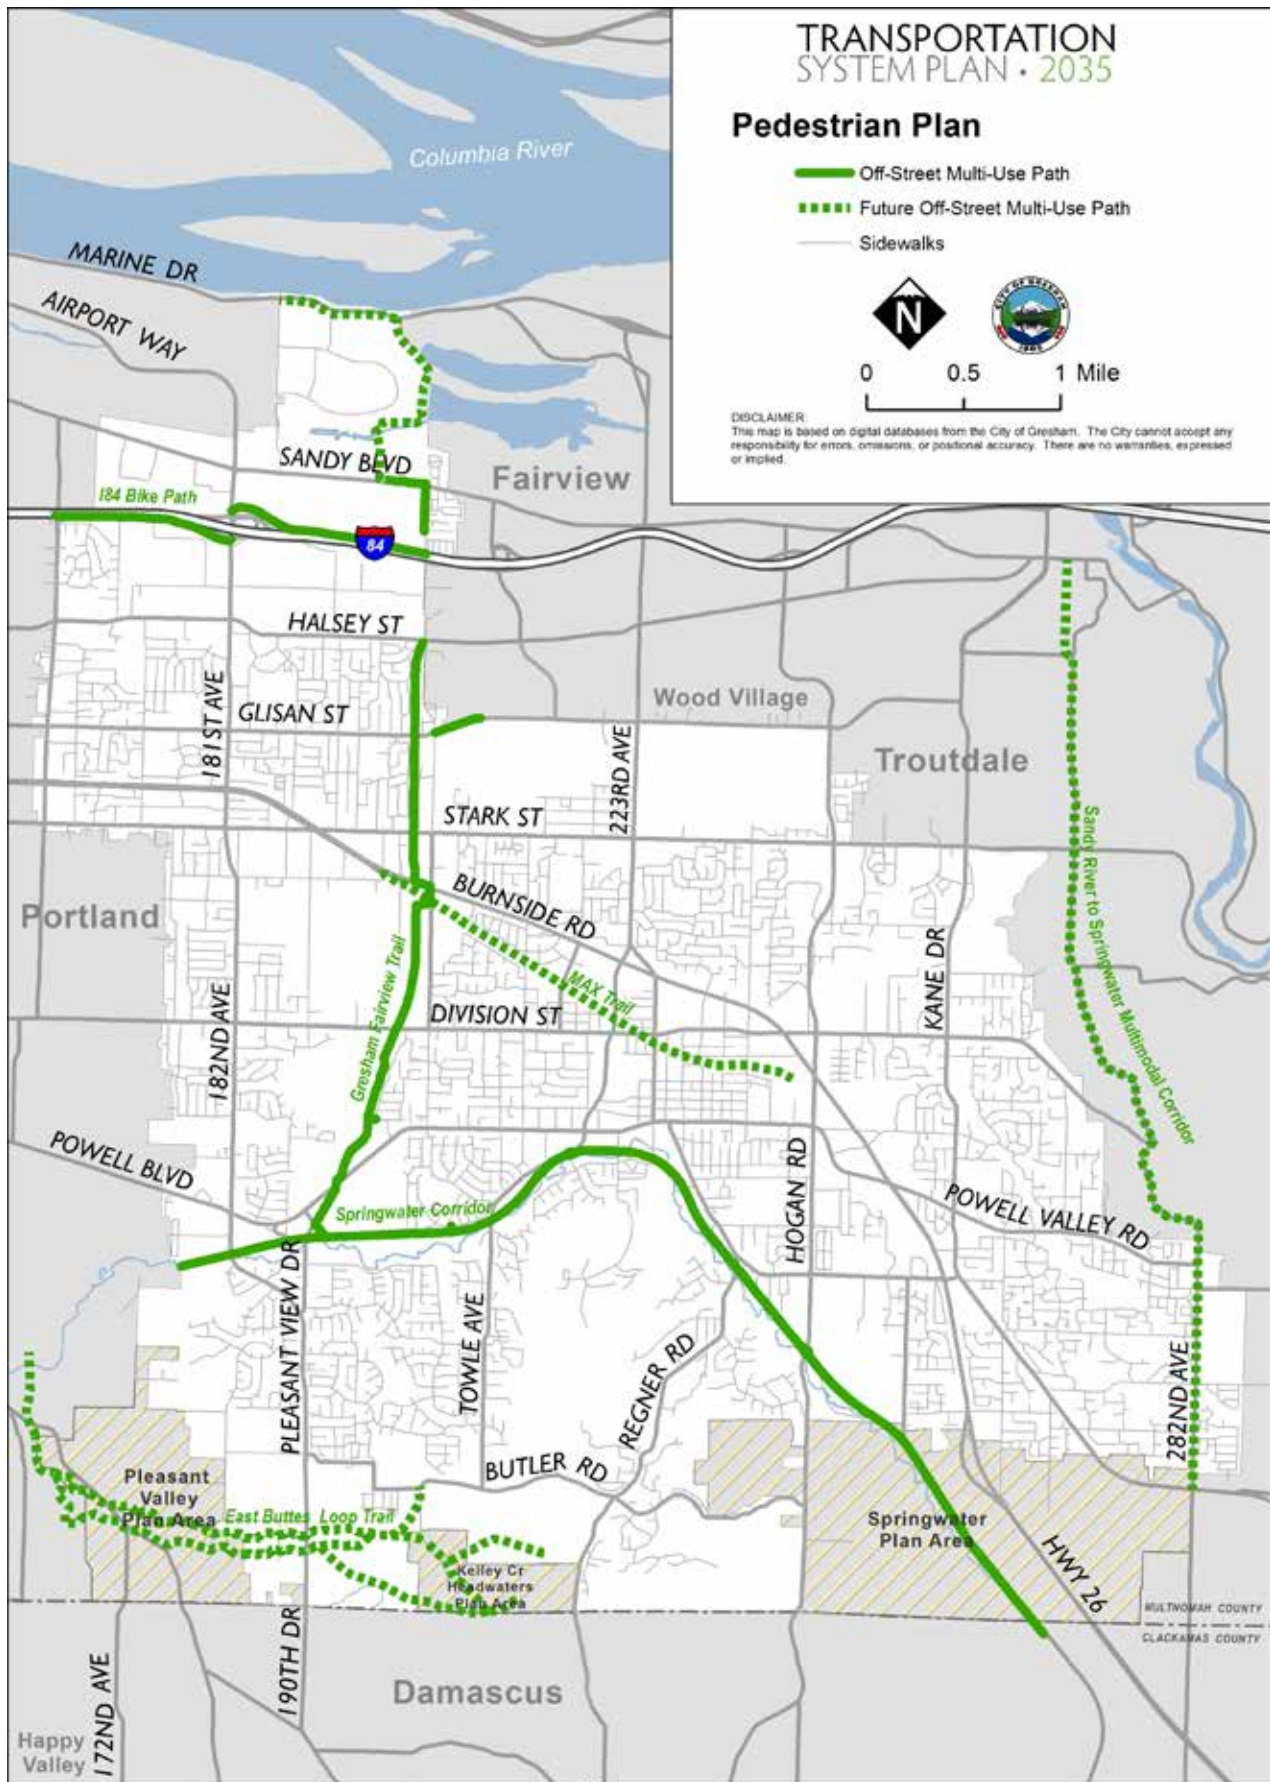 TRANSPORTATION
SYSTEM PLAN • 2035
Pedestrian Plan
Off-Street Multi-Use Path
Future Off-Street Multi-Use Path
Sidewalks
N
CITY OF GRESHAM
1905
0 0.5 1 Mile
DISCLAIMER:
This map is based on digital databases from the City of Gresham. The City cannot accept any
responsibility for errors, omissions, or positional accuracy. There are no warranties, expressed
or implied.
Columbia River
MARINE DR
AIRPORT WAY
SANDY BLVD
Fairview
I84 Bike Path
84
HALSEY ST
Wood Village
181ST AVE
GLISAN ST
223RD AVE
Troutdale
STARK ST
Sandy River to Springwater Multimodal Corridor
BURNSIDE RD
Portland
KANE DR
Gresham Fairview Trail
MAX Trail
182ND AVE
DIVISION ST
POWELL BLVD
HOGAN RD
POWELL VALLEY RD
Springwater Corridor
PLEASANT VIEW DR
TOWLE AVE
REGNER RD
282ND AVE
BUTLER RD
Pleasant
Valley
Plan Area
East Buttes Loop Trail
Springwater
Plan Area
Kelley Cr
Headwaters
Plan Area
HWY 26
MULTNOMAH COUNTY
CLACKAMAS COUNTY
190TH DR
Damascus
172ND AVE
Happy
Valley